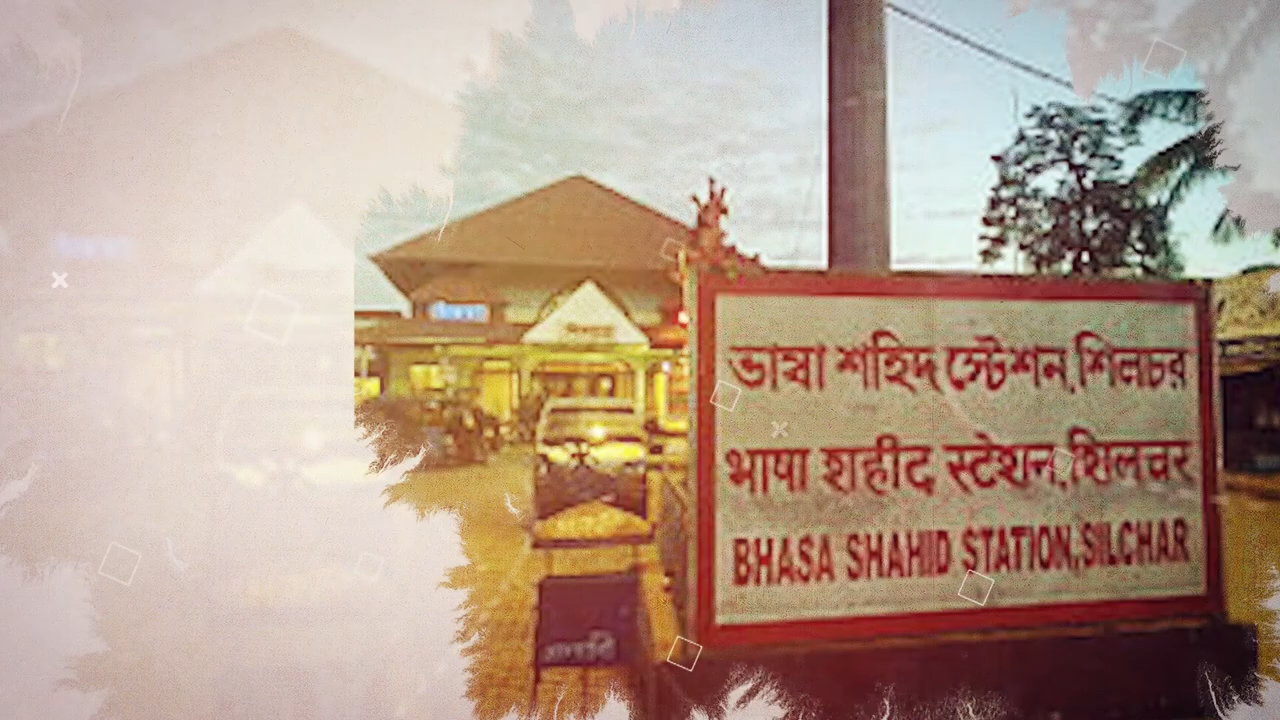 ভাষা শহিদ স্টেশন,শিলচর
भाषा शहीद स्टेशन,शिलचर
BHASA SHAHID STATION,SILCHAR